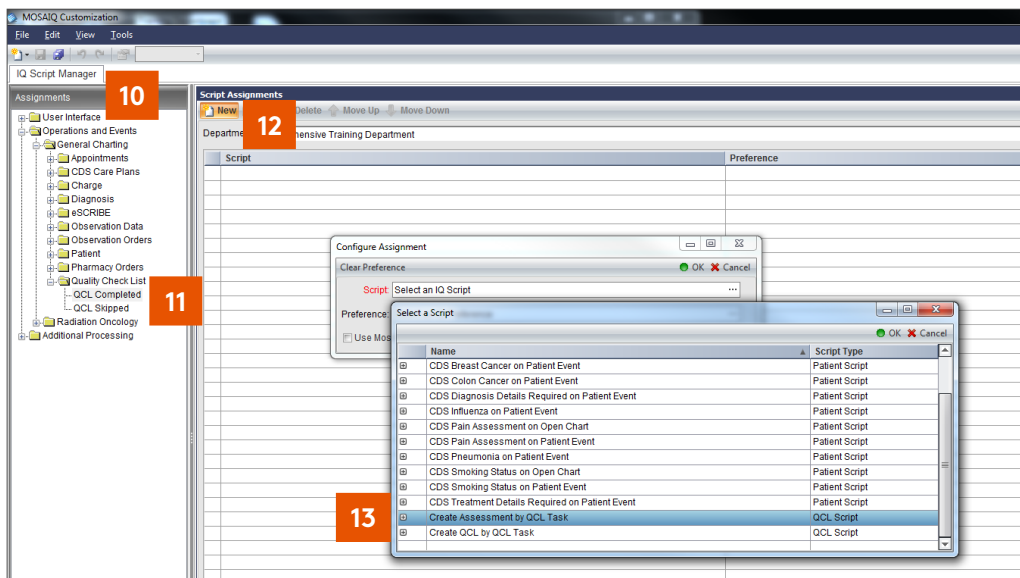 MOSAIQ Customization
File Edit View Tools
IQ Script Manager
10
Assignments
User Interface
Operations and Events
General Charting
Appointments
CDS Care Plans
Charge
Diagnosis
eSCRIBE
Observation Data
Observation Orders
Patient
Pharmacy Orders
Quality Check List
QCL Completed
QCL Skipped
11
Radiation Oncology
Additional Processing
Script Assignments
New Delete Move Up Move Down
12
Departme hensive Training Department
Script Preference
Configure Assignment
Clear Preference OK Cancel
Script: Select an IQ Script ...
Preference:
Use Mos
Select a Script
OK Cancel
Name Script Type
CDS Breast Cancer on Patient Event Patient Script
CDS Colon Cancer on Patient Event Patient Script
CDS Diagnosis Details Required on Patient Event Patient Script
CDS Influenza on Patient Event Patient Script
CDS Pain Assessment on Open Chart Patient Script
CDS Pain Assessment on Patient Event Patient Script
CDS Pneumonia on Patient Event Patient Script
CDS Smoking Status on Open Chart Patient Script
CDS Smoking Status on Patient Event Patient Script
CDS Treatment Details Required on Patient Event Patient Script
13
Create Assessment by QCL Task QCL Script
Create QCL by QCL Task QCL Script